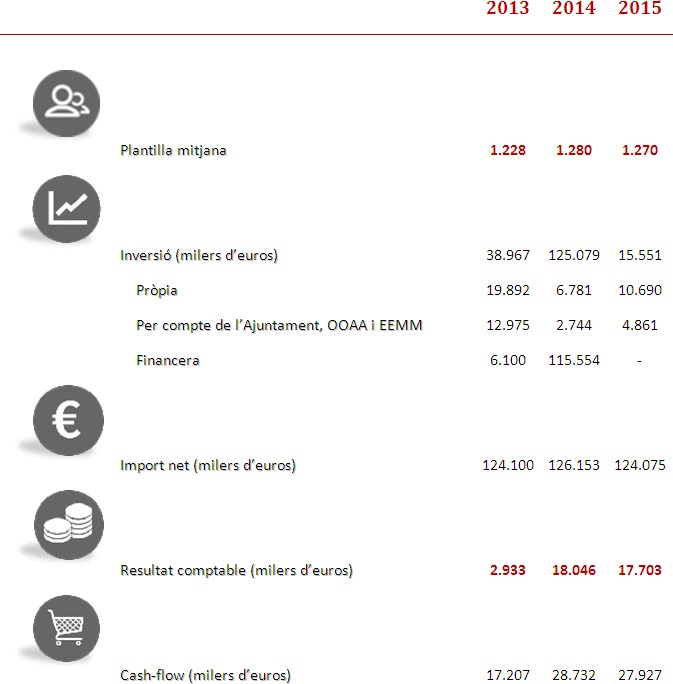 2013 2014 2015
Plantilla mitjana 1.228 1.280 1.270
Inversió (milers d’euros) 38.967 125.079 15.551
Pròpia 19.892 6.781 10.690
Per compte de l’Ajuntament, OOAA i EEMM 12.975 2.744 4.861
Financera 6.100 115.554 -
€
Import net (milers d’euros) 124.100 126.153 124.075
Resultat comptable (milers d’euros) 2.933 18.046 17.703
Cash-flow (milers d’euros) 17.207 28.732 27.927